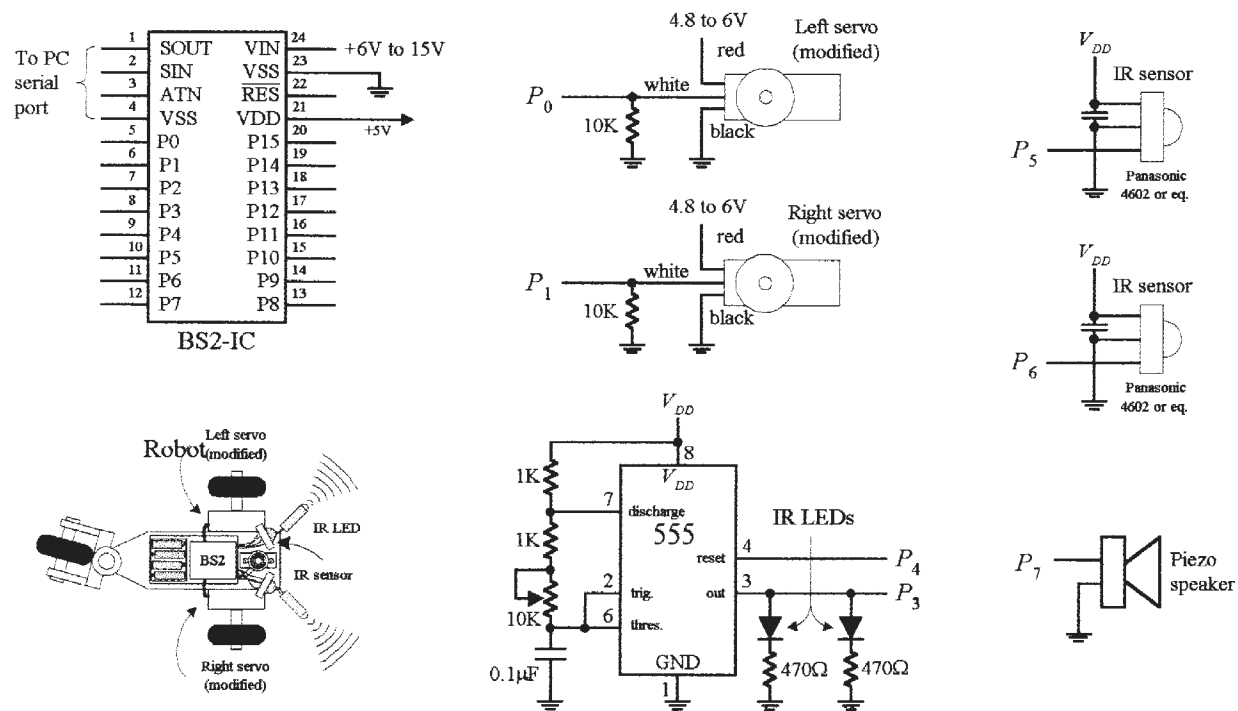 To PC
serial
port
1 SOUT VIN 24 +6V to 15V
2 SIN VSS 23
3 ATN RES 22
4 VSS VDD 21 +5V
5 P0 P15 20
6 P1 P14 19
7 P2 P13 18
8 P3 P12 17
9 P4 P11 16
10 P5 P10 15
11 P6 P9 14
12 P7 P8 13
BS2-IC
4.8 to 6V
Left servo
(modified)
red
P0
white
10K
black
4.8 to 6V
Right servo
(modified)
red
P1
white
10K
black
VDD
IR sensor
P5
Panasonic
4602 or eq.
VDD
IR sensor
P6
Panasonic
4602 or eq.
Robot
Left servo
(modified)
IR LED
BS2
IR sensor
Right servo
(modified)
VDD
8
1K
VDD
7
discharge
555
IR LEDs
1K
reset
4
P4
2
trig.
out
3
P3
10K
6
thres.
0.1μF
GND
1
470Ω
470Ω
P7
Piezo
speaker